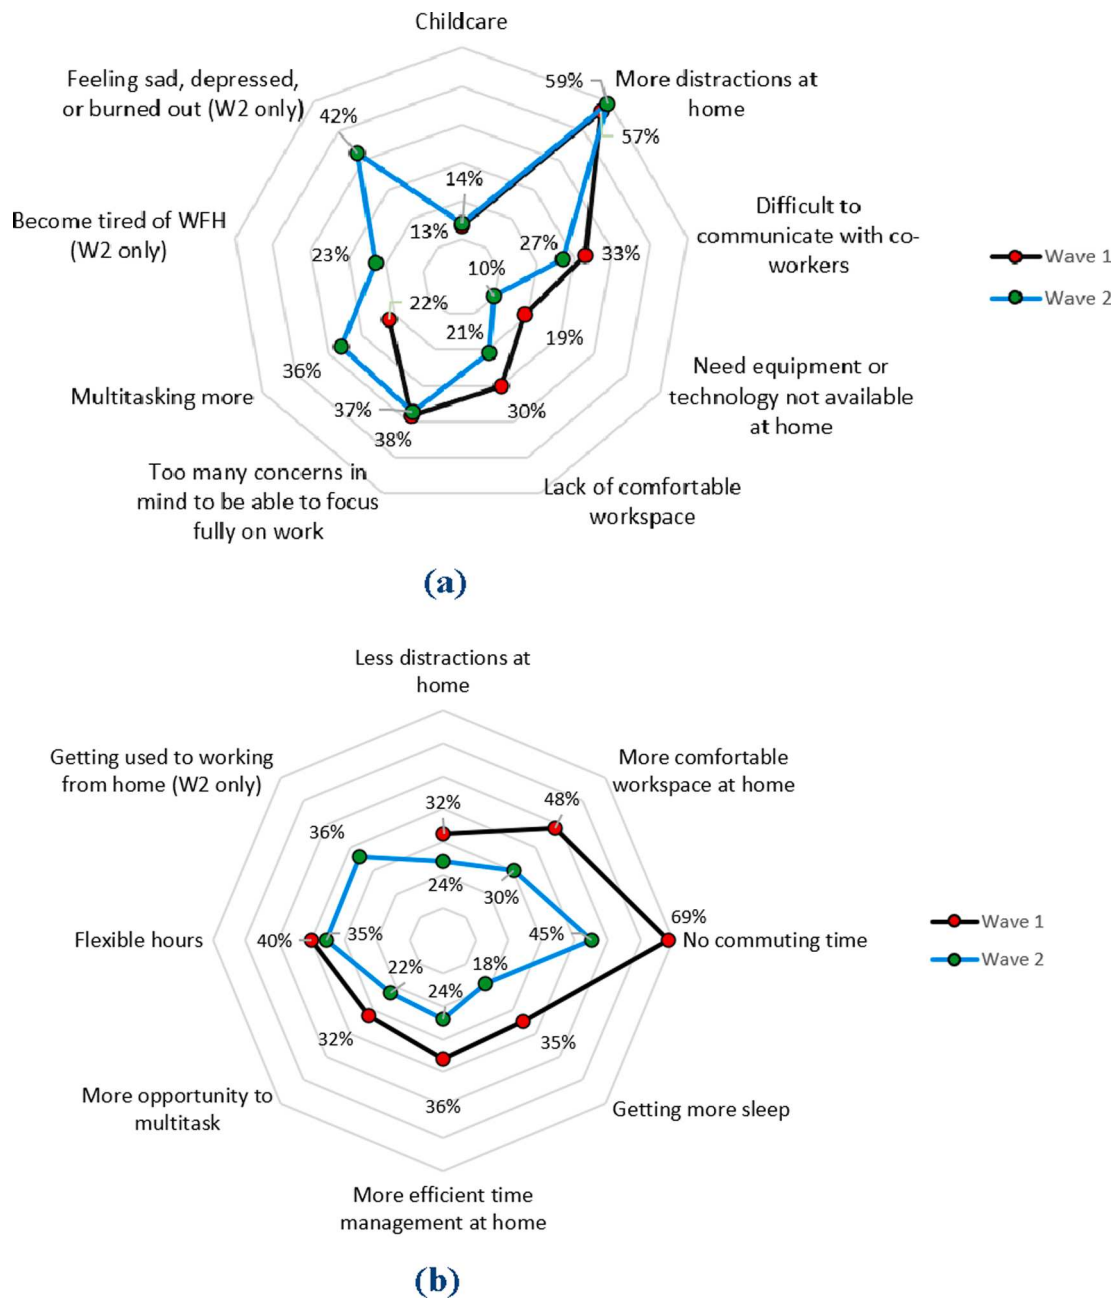 Childcare
Feeling sad, depressed,
or burned out (W2 only)
42%
59%
More distractions at
home
57%
14%
13%
Become tired of WFH
(W2 only)
23%
Difficult to
communicate with co-
workers
27%
33%
10%
22%
21%
19%
Wave 1
Wave 2
36%
Multitasking more
37%
38%
30%
Need equipment or
technology not available
at home
Too many concerns in
mind to be able to focus
fully on work
Lack of comfortable
workspace
(a)
Less distractions at
home
Getting used to working
from home (W2 only)
More comfortable
workspace at home
32%
48%
36%
24%
30%
69%
No commuting time
Flexible hours
40%
35%
45%
Wave 1
Wave 2
22%
18%
24%
32%
35%
More opportunity to
multitask
36%
Getting more sleep
More efficient time
management at home
(b)